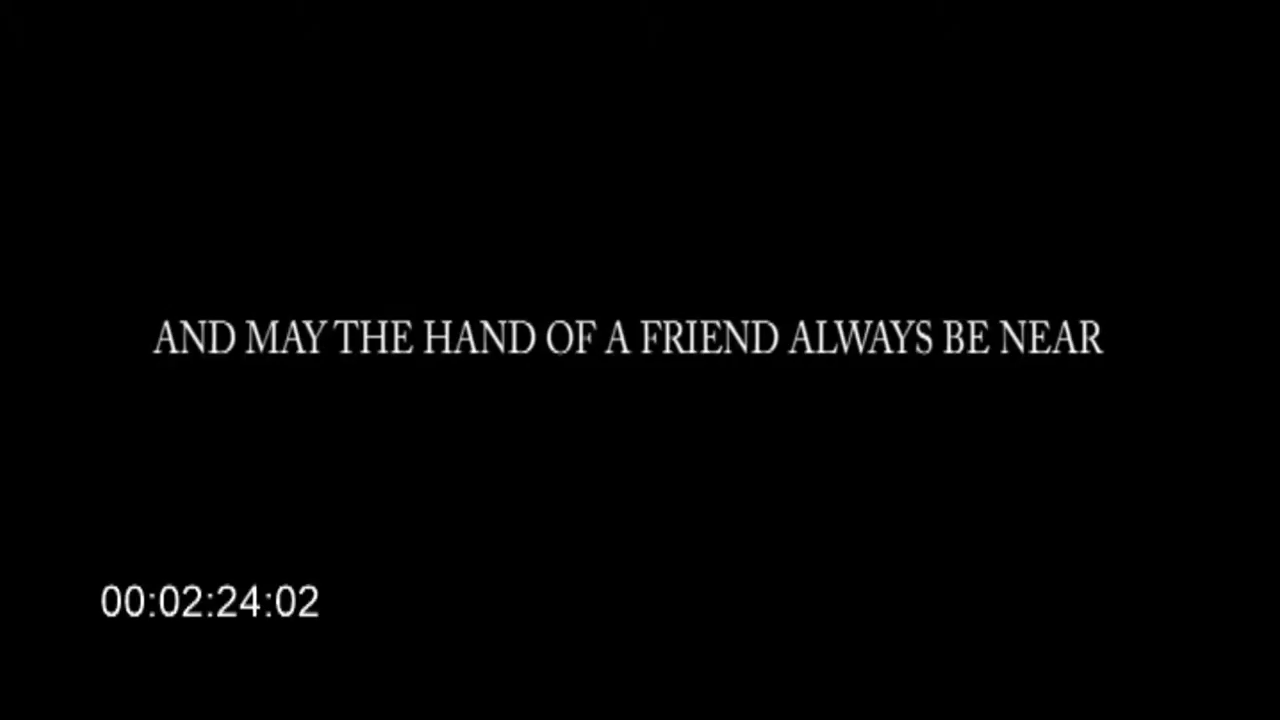 AND MAY THE HAND OF A FRIEND ALWAYS BE NEAR
00:02:24:02